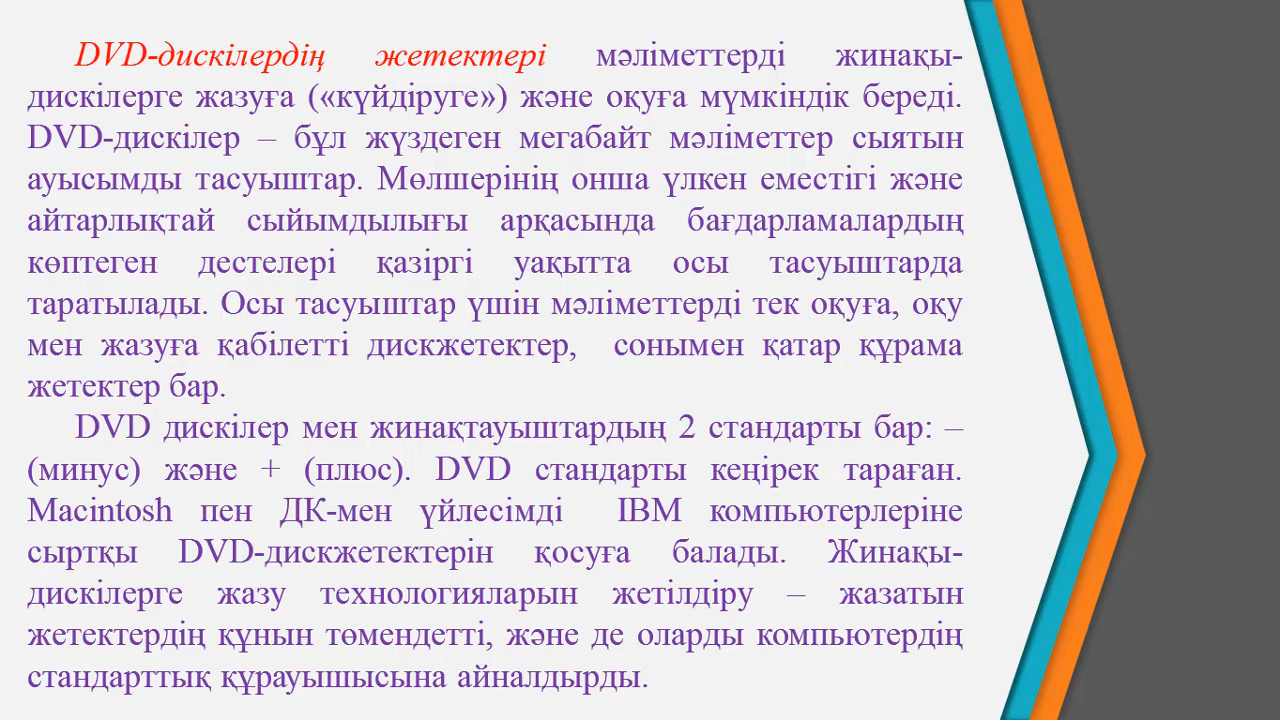 DVD-дискілердің жетектері мәліметтерді жинақы-
дискілерге жазуға («күйдіруге») және оқуға мүмкіндік береді.
DVD-дискілер – бұл жүздеген мегабайт мәліметтер сыятын
ауысымды тасуыштар. Мөлшерінің онша үлкен еместігі және
айтарлықтай сыйымдылығы арқасында бағдарламалардың
көптеген дестелері қазіргі уақытта осы тасуыштарда
таратылады. Осы тасуыштар үшін мәліметтерді тек оқуға, оқу
мен жазуға қабілетті дискжетектер, сонымен қатар құрама
жетектер бар.
DVD дискілер мен жинақтауыштардың 2 стандарты бар: –
(минус) және + (плюс). DVD стандарты кеңірек тараған.
Macintosh пен ДК-мен үйлесімді IBM компьютерлеріне
сыртқы DVD-дискжетектерін қосуға балады. Жинақы-
дискілерге жазу технологияларын жетілдіру – жазатын
жетектердің құнын төмендетті, және де оларды компьютердің
стандарттық құрауышысына айналдырды.